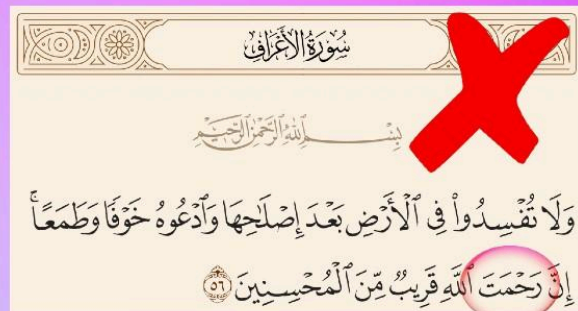 سُورَةُ الأَعْرَافِ
بِسْمِ ٱللَّهِ ٱلرَّحْمَٰنِ ٱلرَّحِيمِ
وَلَا تُفْسِدُوا۟ فِى ٱلْأَرْضِ بَعْدَ إِصْلَٰحِهَا وَٱدْعُوهُ خَوْفًا وَطَمَعًا ۚ
إِنَّ رَحْمَتَ ٱللَّهِ قَرِيبٌ مِّنَ ٱلْمُحْسِنِينَ ٥٦